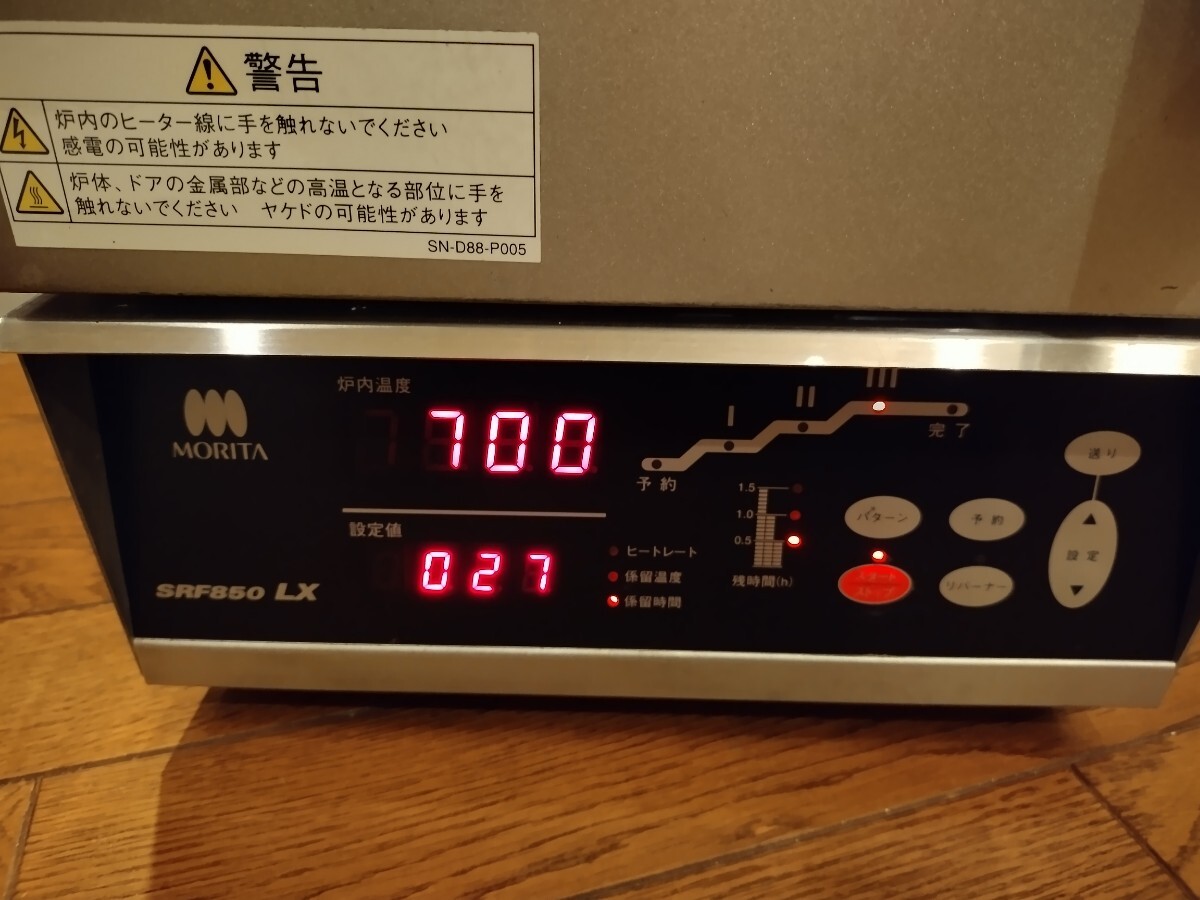 警告
炉内のヒーター線に手を触れないでください
感電の可能性があります
炉体、ドアの金属部などの高温となる部位に手を
触れないでください ヤケドの可能性があります
SN-D88-P005
炉内温度
700
MORITA
設定値
027
SRF850 LX
ヒートレート
係留温度
係留時間
予約
I
II
III
完了
1.5
1.0
0.5
残時間(h)
パターン
予約
スタート
ストップ
リバーナー
送り
設定